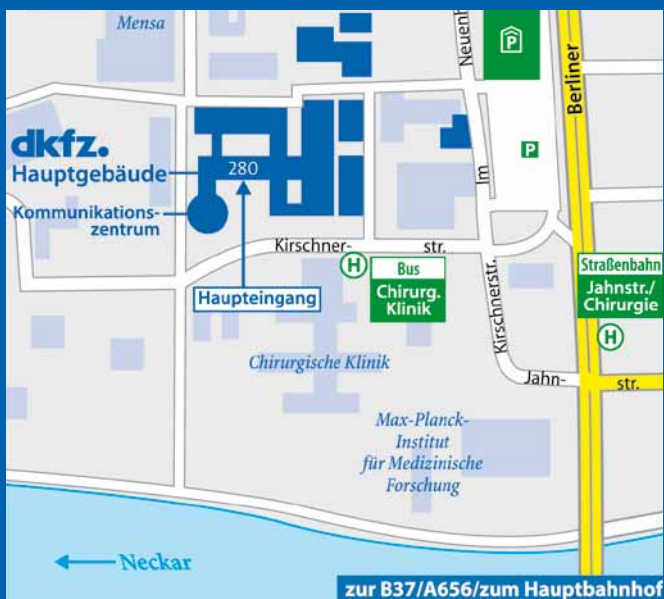 Mensa
Neuenh
P
Berliner
dkfz.
Hauptgebäude
280
P
Im
Kommunikations-
zentrum
Kirschner-
str.
H
Bus
Chirurg.
Klinik
Straßenbahn
Jahnstr./
Chirurgie
H
Haupteingang
Kirschnerstr.
Chirurgische Klinik
Jahn-
str.
Max-Planck-
Institut
für Medizinische
Forschung
Neckar
zur B37/A656/zum Hauptbahnhof